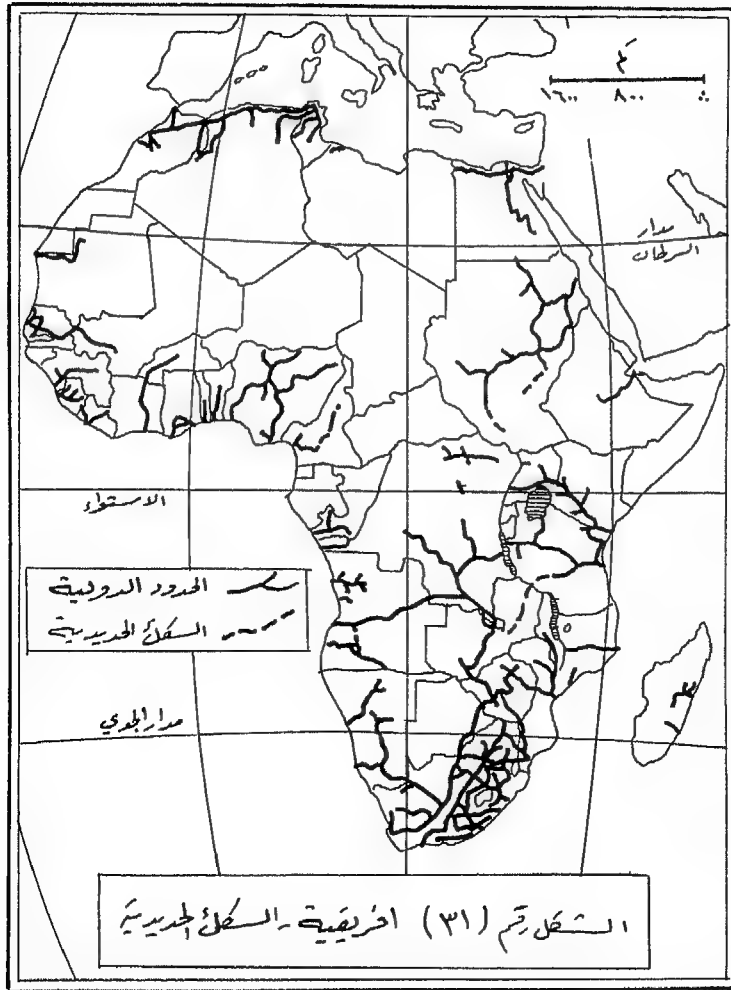 كم
١٦٠٠ ٨٠٠ ٠
مدار
السرطان
الاستواء
الحدود الدولية
السكك الحديدية
مدار الجدي
الشكل رقم (٣١) افريقية - السكك الحديدية